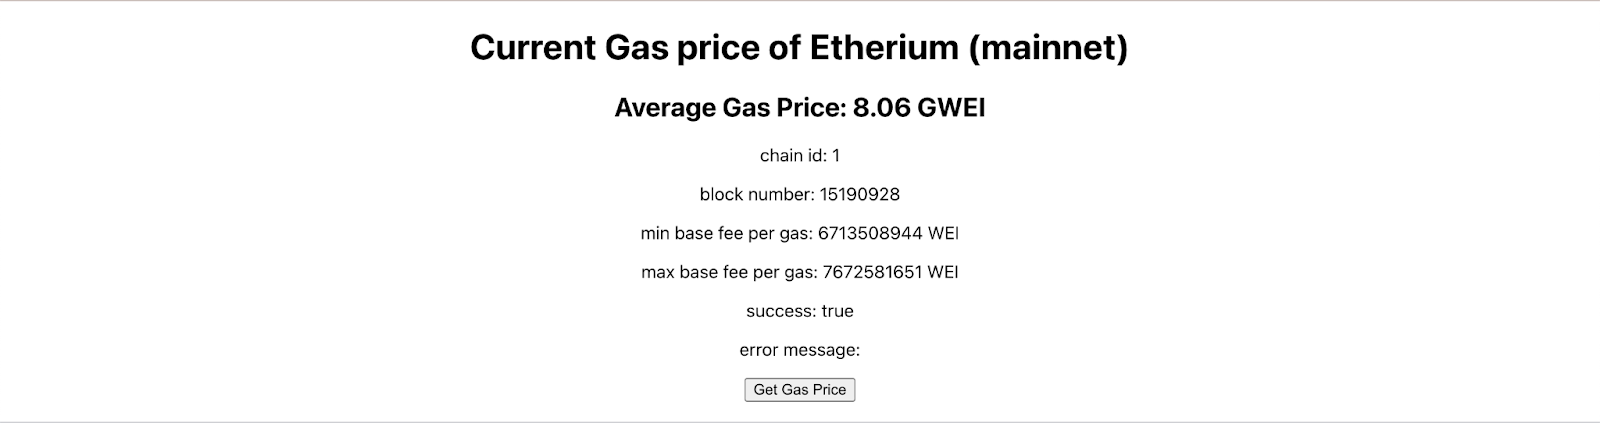 Current Gas price of Etherium (mainnet)
Average Gas Price: 8.06 GWEI
chain id: 1
block number: 15190928
min base fee per gas: 6713508944 WEI
max base fee per gas: 7672581651 WEI
success: true
error message:
Get Gas Price